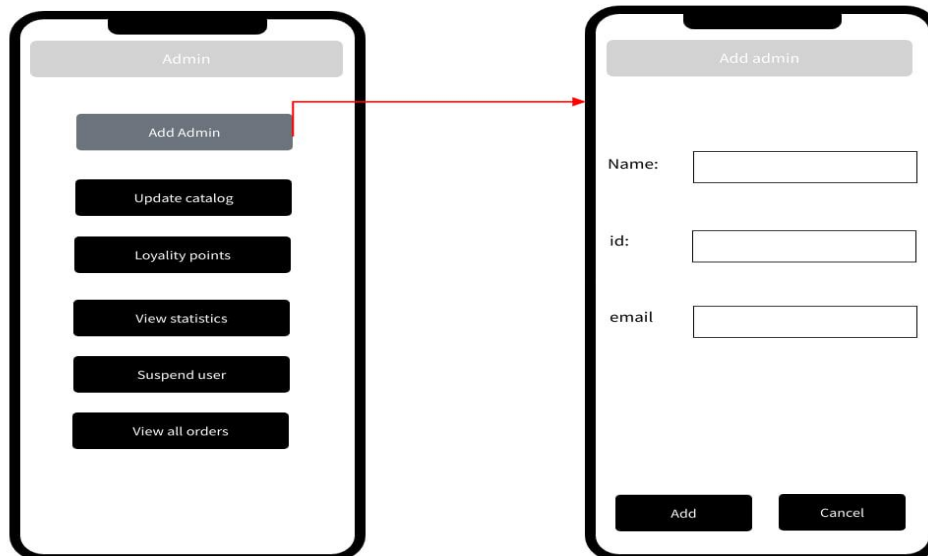 Admin
Add Admin
Update catalog
Loyality points
View statistics
Suspend user
View all orders
Add admin
Name:
id:
email
Add
Cancel